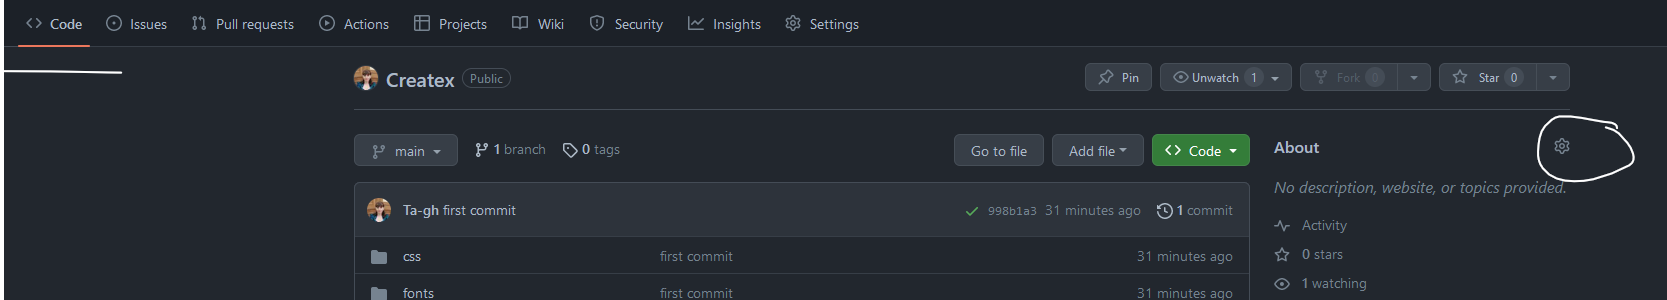 Code Issues Pull requests Actions Projects Wiki Security Insights Settings
Createx Public Pin Unwatch 1 Fork 0 Star 0
main 1 branch 0 tags Go to file Add file Code About
No description, website, or topics provided.
Ta-gh first commit 998b1a3 31 minutes ago 1 commit
Activity
css first commit 31 minutes ago
0 stars
1 watching
fonts first commit 31 minutes ago